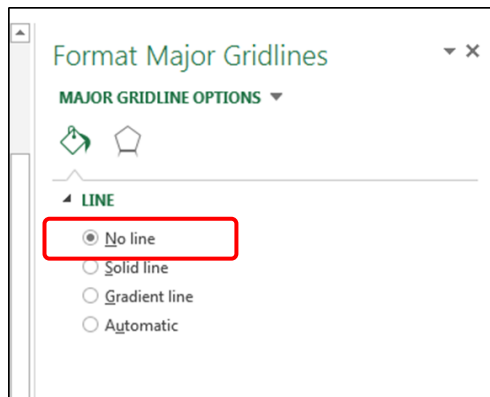 Format Major Gridlines
MAJOR GRIDLINE OPTIONS
LINE
No line
Solid line
Gradient line
Automatic